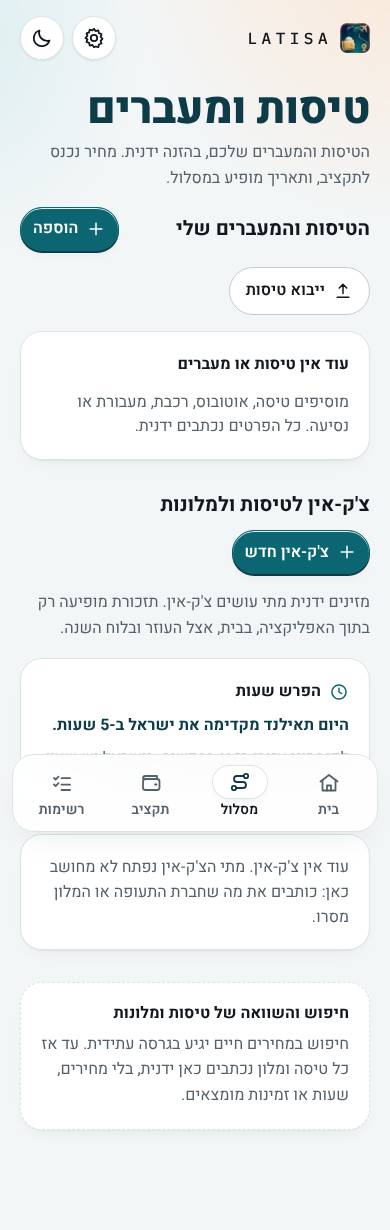 LATISA
טיסות ומעברים
הטיסות והמעברים שלכם, בהזנה ידנית. מחיר נכנס
לתקציב, ותאריך מופיע במסלול.
הטיסות והמעברים שלי
הוספה
ייבוא טיסות
עוד אין טיסות או מעברים
מוסיפים טיסה, אוטובוס, רכבת, מעבורת או
נסיעה. כל הפרטים נכתבים ידנית.
צ'ק-אין לטיסות ולמלונות
צ'ק-אין חדש
מזינים ידנית מתי עושים צ'ק-אין. תזכורת מופיעה רק
בתוך האפליקציה, בבית, אצל העוזר ובלוח השנה.
הפרש שעות
היום תאילנד מקדימה את ישראל ב-5 שעות.
בית
מסלול
תקציב
רשימות
עוד אין צ'ק-אין. מתי הצ'ק-אין נפתח לא מחושב
כאן: כותבים את מה שחברת התעופה או המלון
מסרו.
חיפוש והשוואה של טיסות ומלונות
חיפוש במחירים חיים יגיע בגרסה עתידית. עד אז
כל טיסה ומלון נכתבים כאן ידנית, בלי מחירים,
שעות או זמינות מומצאים.